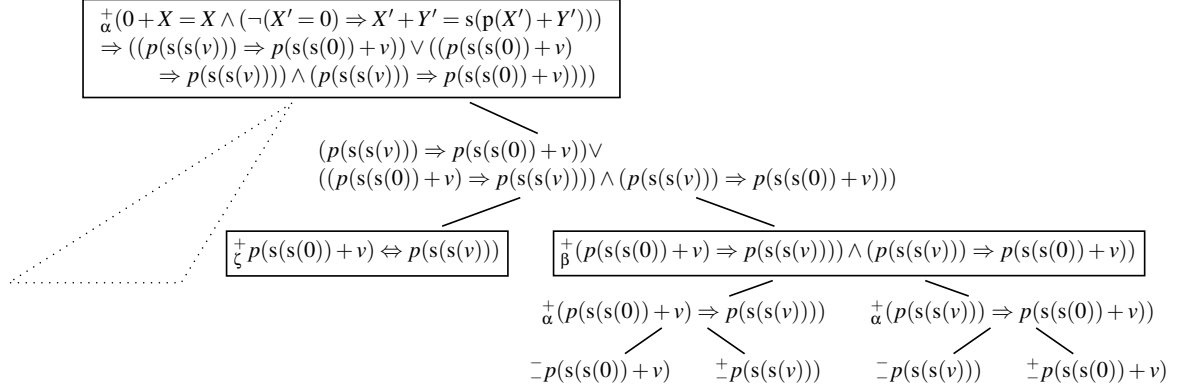 ⁺α(0 + X = X ∧ (¬(X′ = 0) ⇒ X′ + Y′ = s(p(X′) + Y′)))
⇒ ((p(s(s(v))) ⇒ p(s(s(0)) + v)) ∨ ((p(s(s(0)) + v)
⇒ p(s(s(v)))) ∧ (p(s(s(v))) ⇒ p(s(s(0)) + v))))
(p(s(s(v))) ⇒ p(s(s(0)) + v)) ∨
((p(s(s(0)) + v) ⇒ p(s(s(v)))) ∧ (p(s(s(v))) ⇒ p(s(s(0)) + v)))
⁺ζ p(s(s(0)) + v) ⇔ p(s(s(v)))
⁺β(p(s(s(0)) + v) ⇒ p(s(s(v)))) ∧ (p(s(s(v))) ⇒ p(s(s(0)) + v))
⁺α(p(s(s(0)) + v) ⇒ p(s(s(v))))
⁺α(p(s(s(v))) ⇒ p(s(s(0)) + v))
⁻₋p(s(s(0)) + v)
⁺₋p(s(s(v)))
⁻₋p(s(s(v)))
⁺₋p(s(s(0)) + v)